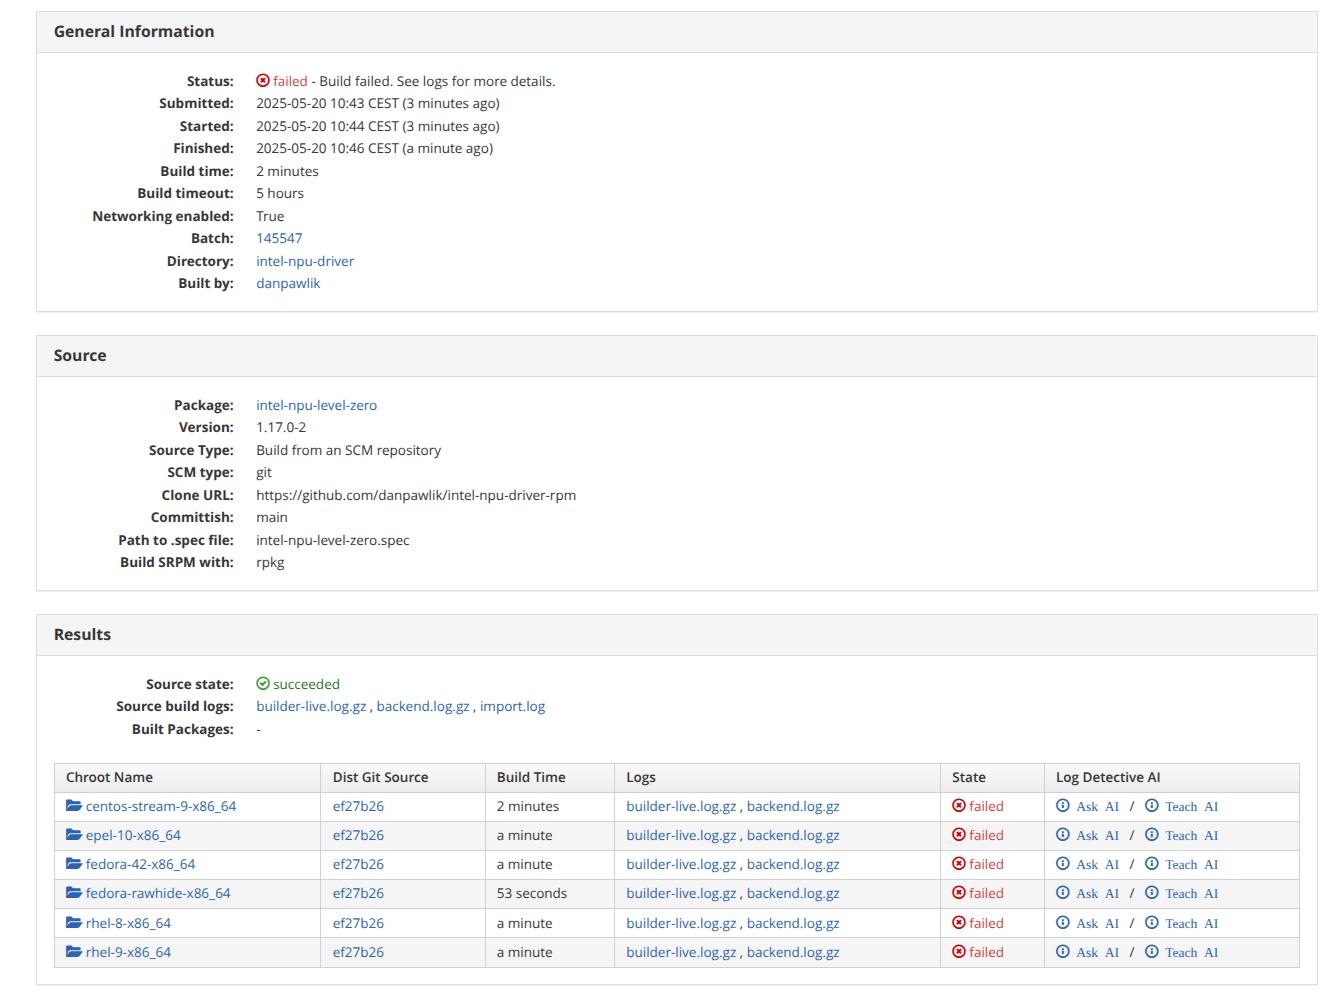 General Information
Status: failed - Build failed. See logs for more details.
Submitted: 2025-05-20 10:43 CEST (3 minutes ago)
Started: 2025-05-20 10:44 CEST (3 minutes ago)
Finished: 2025-05-20 10:46 CEST (a minute ago)
Build time: 2 minutes
Build timeout: 5 hours
Networking enabled: True
Batch: 145547
Directory: intel-npu-driver
Built by: danpawlik
Source
Package: intel-npu-level-zero
Version: 1.17.0-2
Source Type: Build from an SCM repository
SCM type: git
Clone URL: https://github.com/danpawlik/intel-npu-driver-rpm
Committish: main
Path to .spec file: intel-npu-level-zero.spec
Build SRPM with: rpkg
Results
Source state: succeeded
Source build logs: builder-live.log.gz , backend.log.gz , import.log
Built Packages: -
Chroot Name Dist Git Source Build Time Logs State Log Detective AI
centos-stream-9-x86_64 ef27b26 2 minutes builder-live.log.gz , backend.log.gz failed Ask AI / Teach AI
epel-10-x86_64 ef27b26 a minute builder-live.log.gz , backend.log.gz failed Ask AI / Teach AI
fedora-42-x86_64 ef27b26 a minute builder-live.log.gz , backend.log.gz failed Ask AI / Teach AI
fedora-rawhide-x86_64 ef27b26 53 seconds builder-live.log.gz , backend.log.gz failed Ask AI / Teach AI
rhel-8-x86_64 ef27b26 a minute builder-live.log.gz , backend.log.gz failed Ask AI / Teach AI
rhel-9-x86_64 ef27b26 a minute builder-live.log.gz , backend.log.gz failed Ask AI / Teach AI